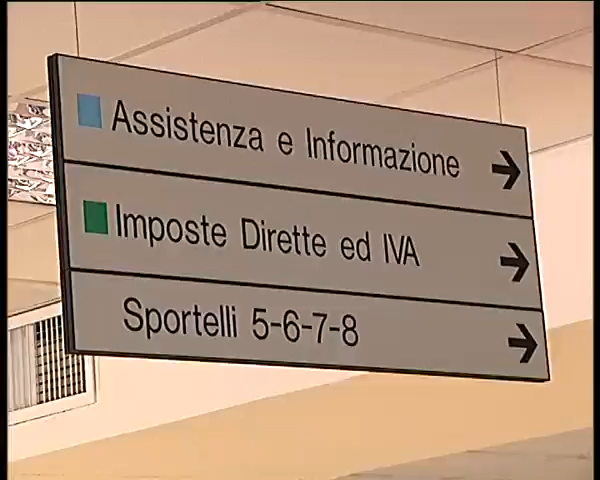 Assistenza e Informazione
Imposte Dirette ed IVA
Sportelli 5-6-7-8